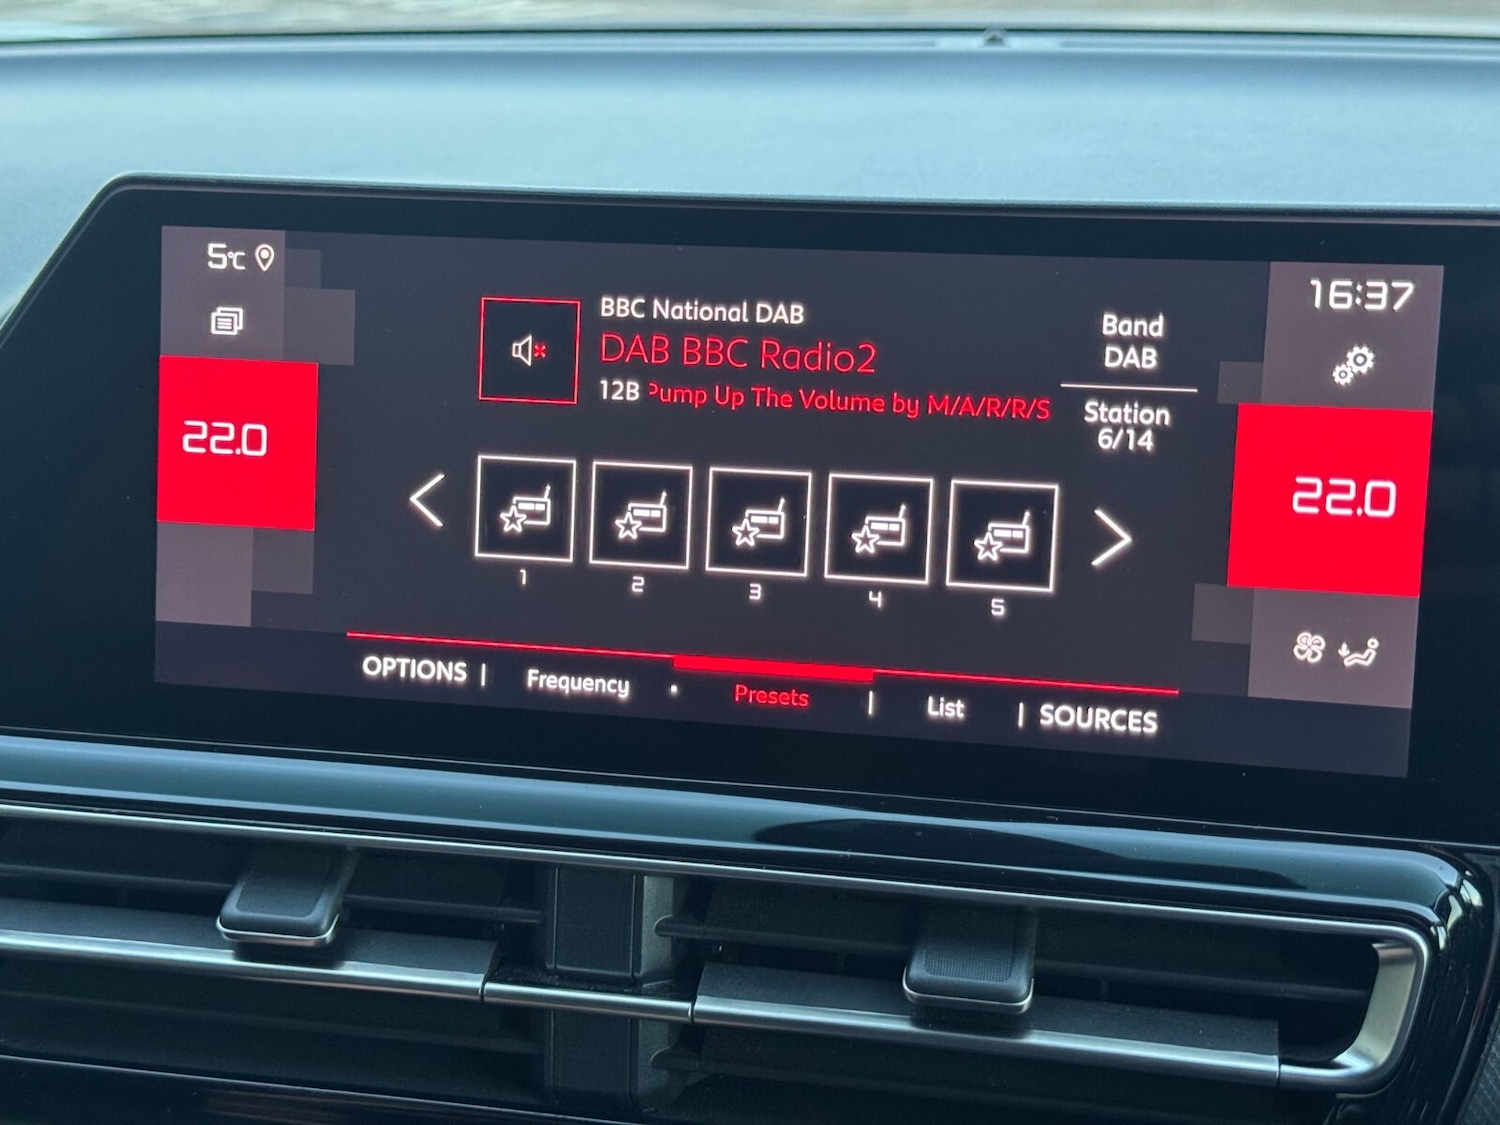 5°C
16:37
BBC National DAB
DAB BBC Radio2
12B Pump Up The Volume by M/A/R/R/S
Band
DAB
Station
6/14
22.0
22.0
1 2 3 4 5
OPTIONS | Frequency · Presets | List | SOURCES